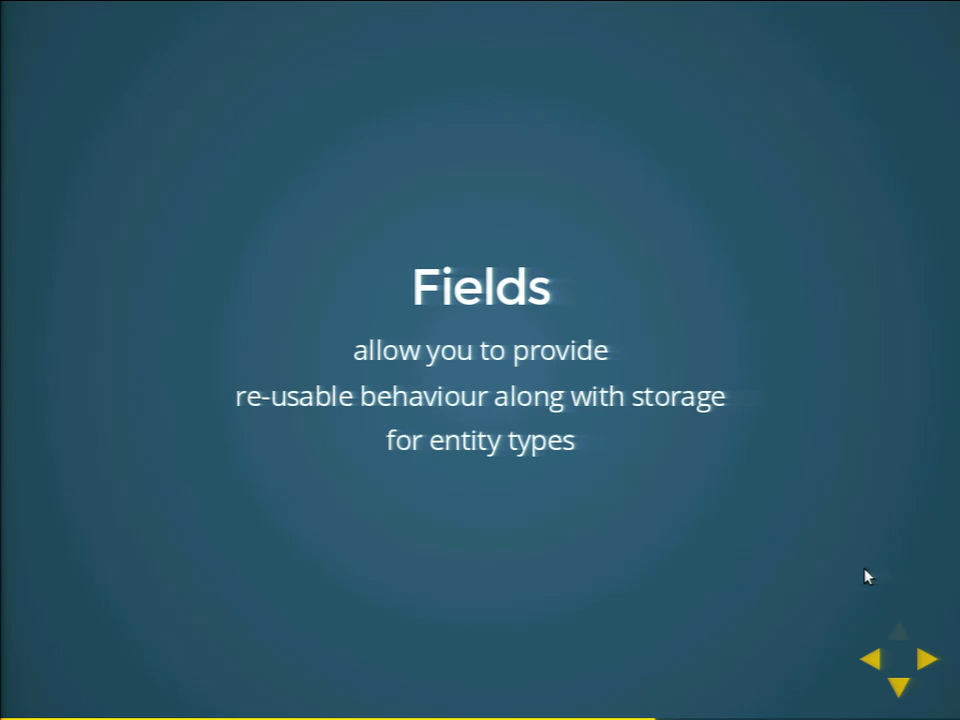 Fields
allow you to provide
re-usable behaviour along with storage
for entity types